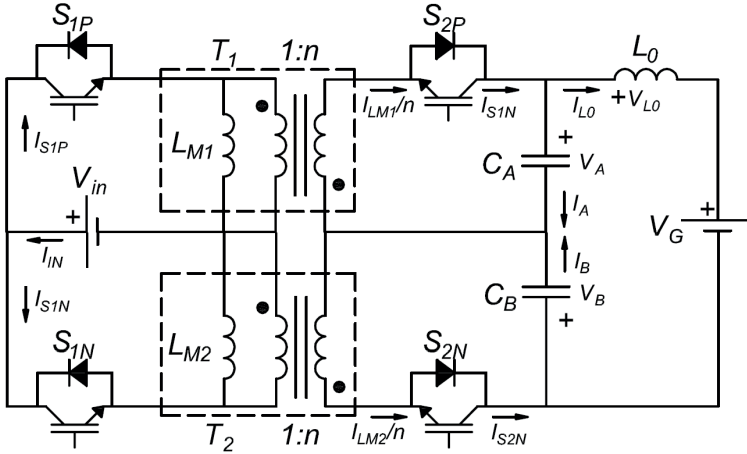 S1P
T1 1:n
S2P
L0
ILM1/n
IS1N
IL0
+VL0
IS1P
LM1
CA
+
VA
Vin
+
IA
VG
+
IIN
IB
IS1N
CB
VB
+
S1N
LM2
S2N
T2 1:n
ILM2/n
IS2N